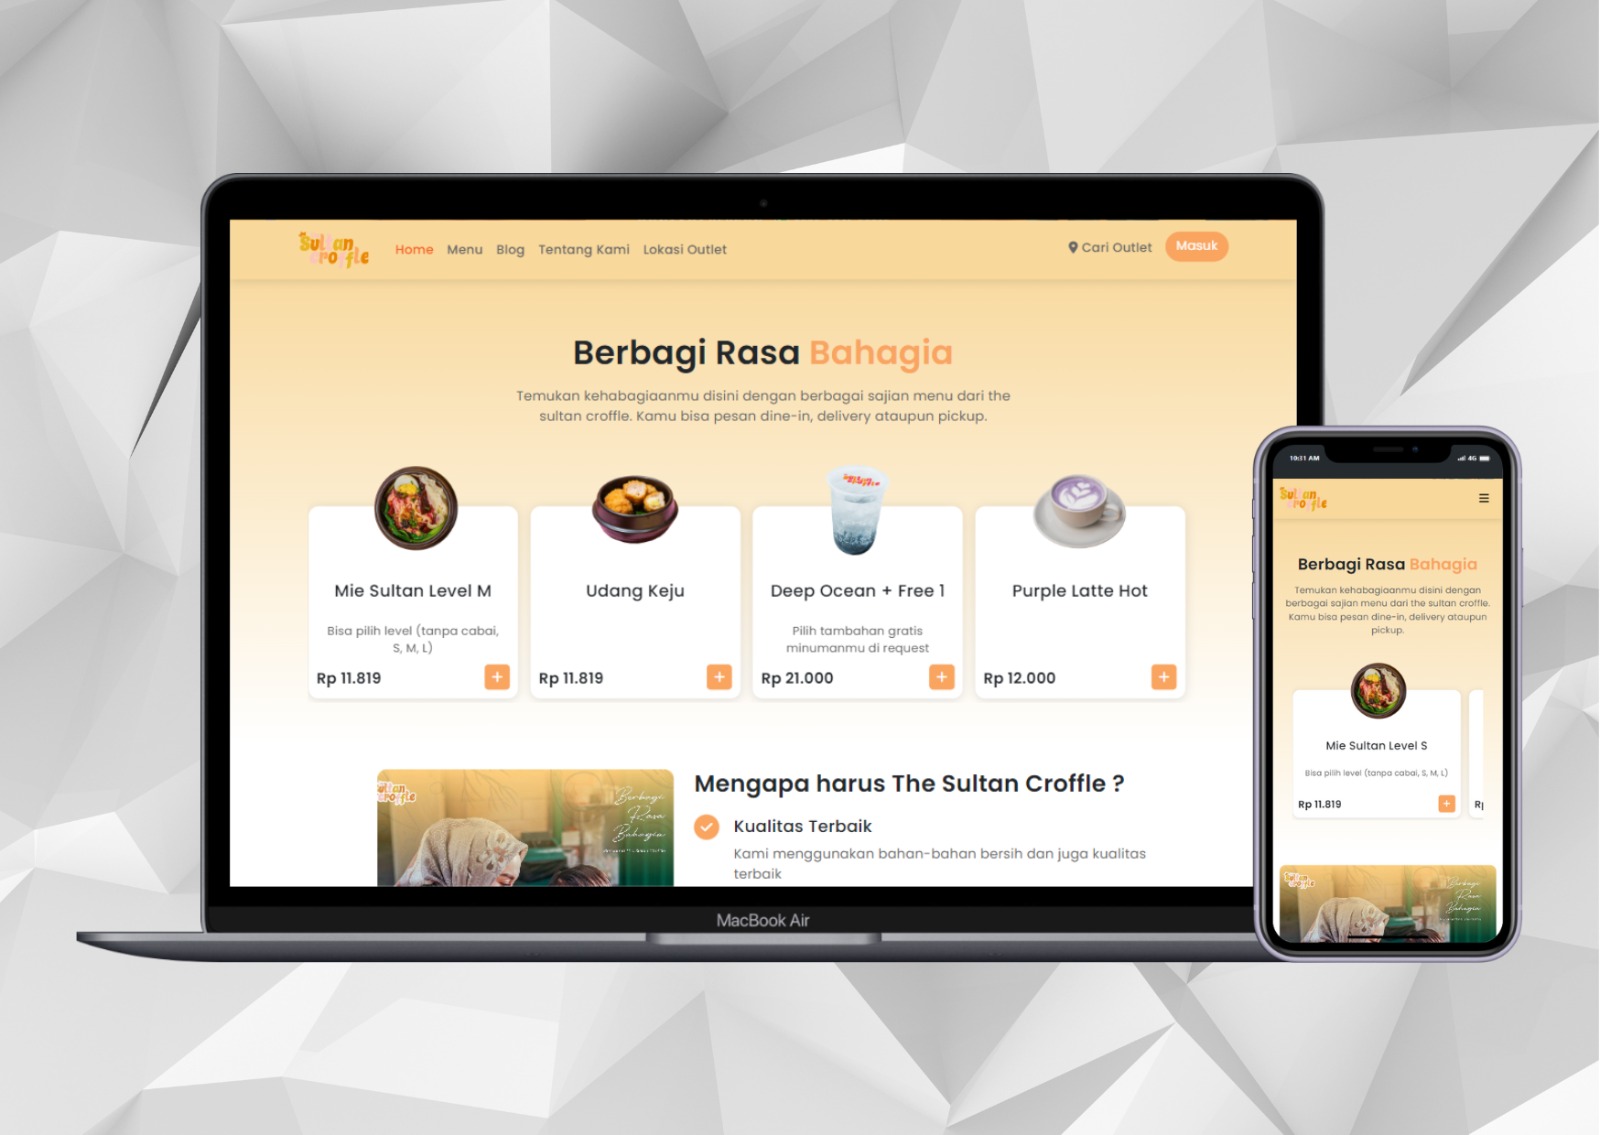 Sultan
croffle
Home Menu Blog Tentang Kami Lokasi Outlet
Cari Outlet Masuk
Berbagi Rasa Bahagia
Temukan kehabagiaanmu disini dengan berbagai sajian menu dari the
sultan croffle. Kamu bisa pesan dine-in, delivery ataupun pickup.
Mie Sultan Level M
Bisa pilih level (tanpa cabai,
S, M, L)
Rp 11.819 +
Udang Keju
Rp 11.819 +
Deep Ocean + Free 1
Pilih tambahan gratis
minumanmu di request
Rp 21.000 +
Purple Latte Hot
Rp 12.000 +
Sultan
croffle
Berbagi
Rasa
Bahagia
Mengapa harus The Sultan Croffle ?
Kualitas Terbaik
Kami menggunakan bahan-bahan bersih dan juga kualitas
terbaik
MacBook Air
10:11 AM
4G
Sultan
croffle
Berbagi Rasa Bahagia
Temukan kehabagiaanmu disini dengan
berbagai sajian menu dari the sultan croffle.
Kamu bisa pesan dine-in, delivery ataupun
pickup.
Mie Sultan Level S
Bisa pilih level (tanpa cabai, S, M, L)
Rp 11.819 +
Sultan
croffle
Berbagi
Rasa
Bahagia